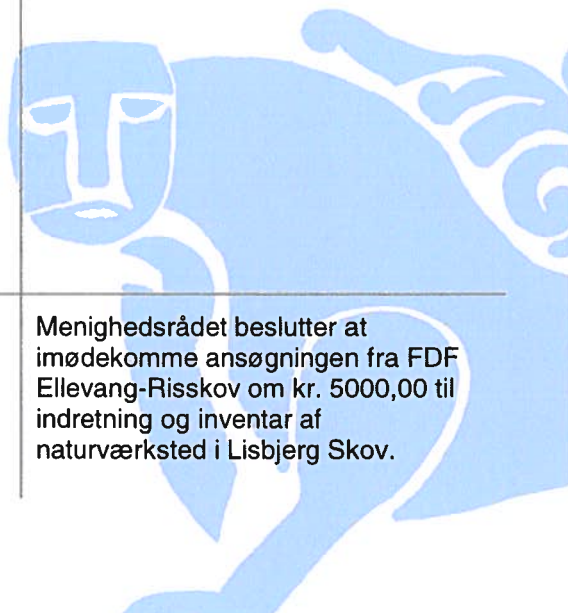 Menighedsrådet beslutter at
imødekomme ansøgningen fra FDF
Ellevang-Risskov om kr. 5000,00 til
indretning og inventar af
naturværksted i Lisbjerg Skov.